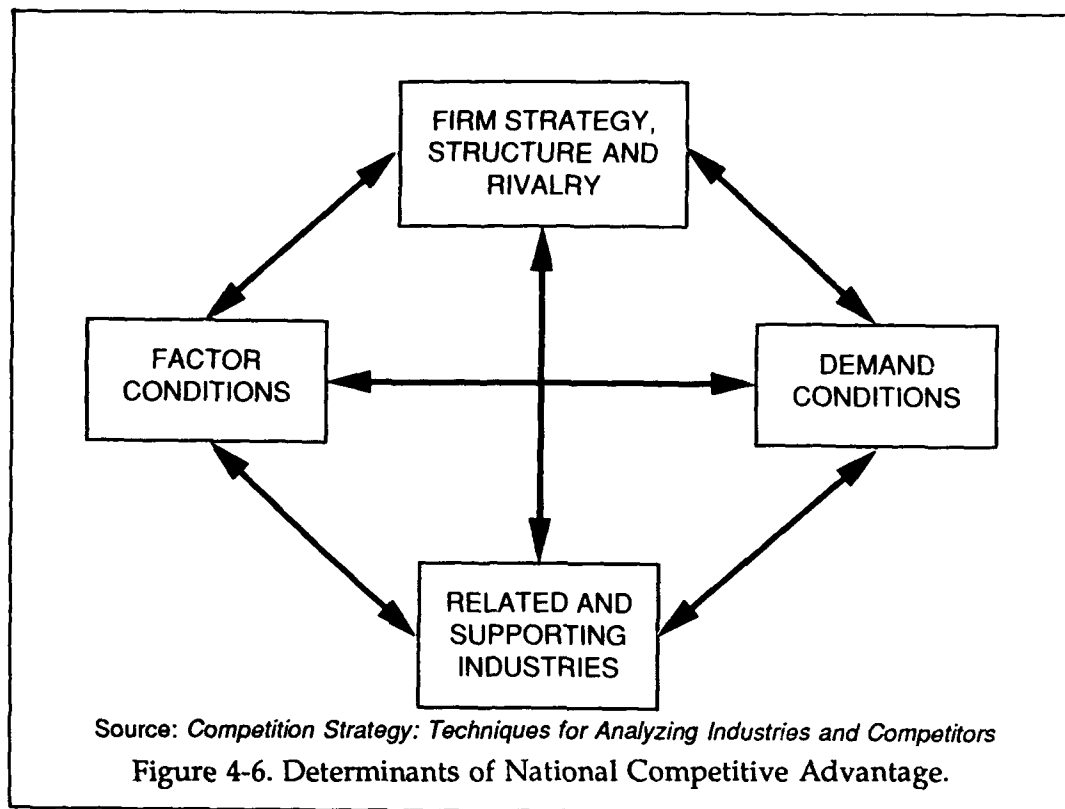 FIRM STRATEGY,
STRUCTURE AND
RIVALRY
FACTOR
CONDITIONS
DEMAND
CONDITIONS
RELATED AND
SUPPORTING
INDUSTRIES
Source: Competition Strategy: Techniques for Analyzing Industries and Competitors
Figure 4-6. Determinants of National Competitive Advantage.